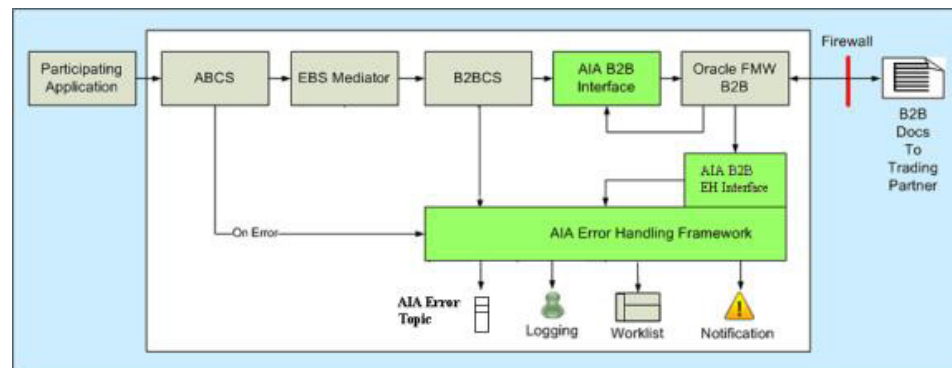 Participating
Application
ABCS
EBS Mediator
B2BCS
AIA B2B
Interface
Oracle FMW
B2B
Firewall
B2B
Docs
To
Trading
Partner
AIA B2B
EH Interface
On Error
AIA Error Handling Framework
AIA Error
Topic
Logging
Worklist
Notification